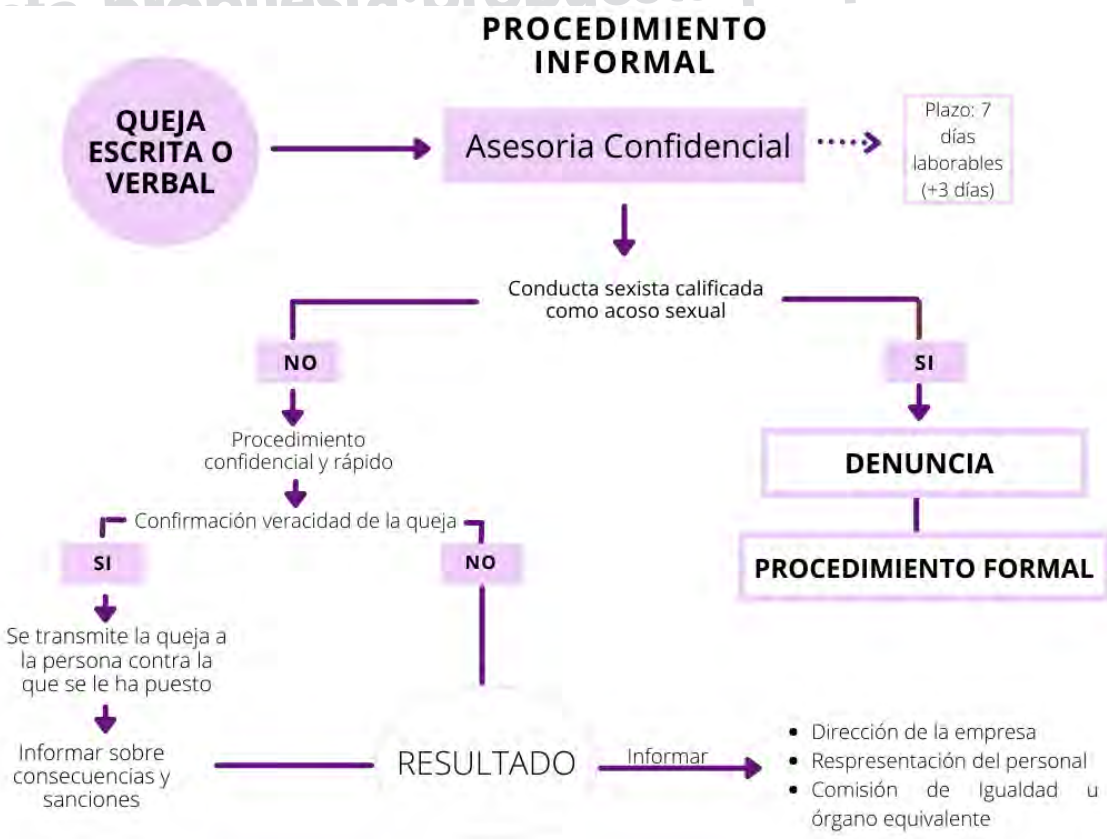 PROCEDIMIENTO
INFORMAL
QUEJA
ESCRITA O
VERBAL
Asesoria Confidencial
Plazo: 7
días
laborables
(+3 días)
Conducta sexista calificada
como acoso sexual
NO
SI
Procedimiento
confidencial y rápido
DENUNCIA
Confirmación veracidad de la queja
SI
NO
PROCEDIMIENTO FORMAL
Se transmite la queja a
la persona contra la
que se le ha puesto
Informar sobre
consecuencias y
sanciones
RESULTADO
Informar
• Dirección de la empresa
• Respresentación del personal
• Comisión de Igualdad u
órgano equivalente